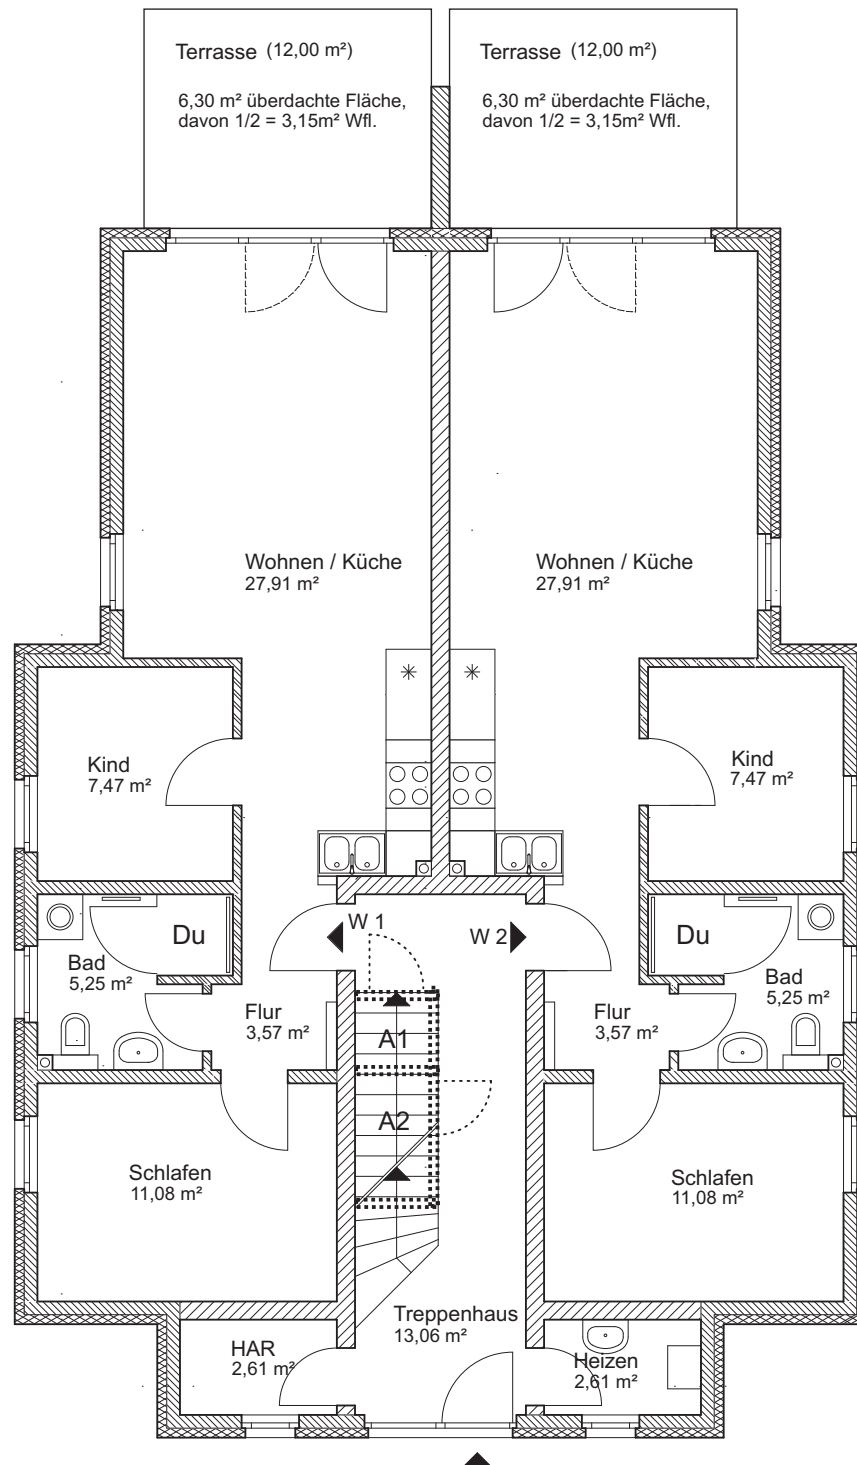 Terrasse (12,00 m²)
6,30 m² überdachte Fläche,
davon 1/2 = 3,15m² Wfl.
Terrasse (12,00 m²)
6,30 m² überdachte Fläche,
davon 1/2 = 3,15m² Wfl.
Wohnen / Küche
27,91 m²
Wohnen / Küche
27,91 m²
Kind
7,47 m²
Kind
7,47 m²
W 1
W 2
Du
Du
Bad
5,25 m²
Bad
5,25 m²
Flur
3,57 m²
Flur
3,57 m²
A1
A2
Schlafen
11,08 m²
Schlafen
11,08 m²
Treppenhaus
13,06 m²
HAR
2,61 m²
Heizen
2,61 m²